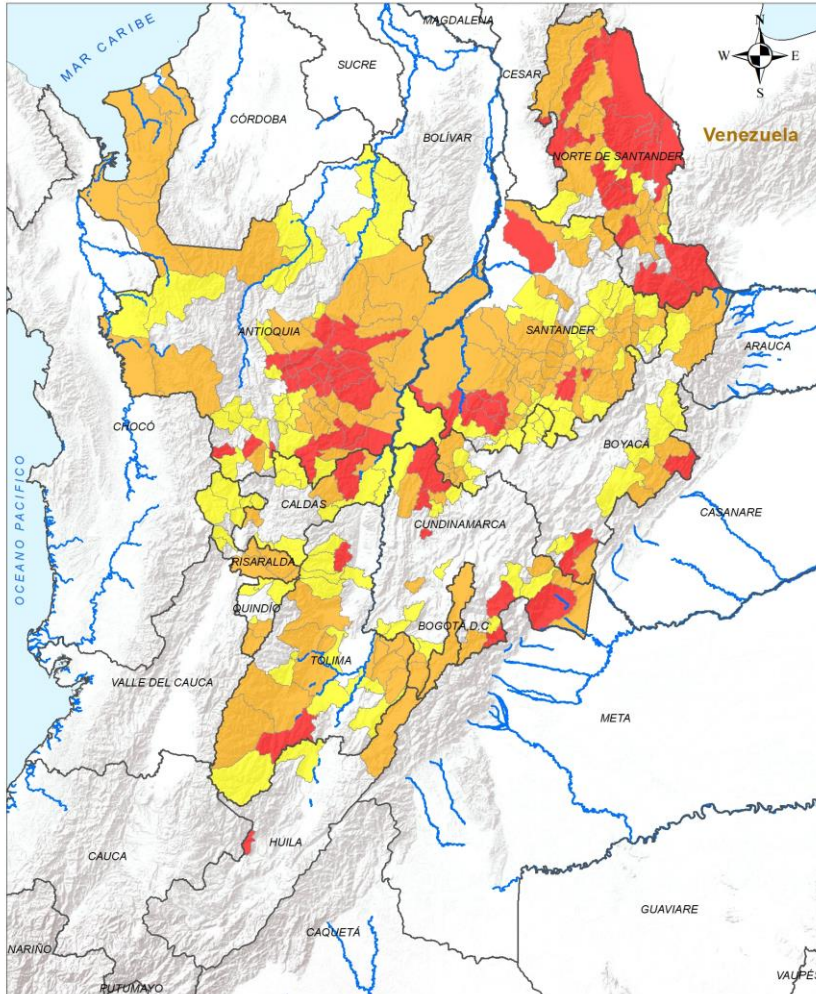 MAGDALENA
N
MAR CARIBE
SUCRE
CESAR
W
E
S
CÓRDOBA
BOLÍVAR
Venezuela
NORTE DE SANTANDER
ANTIOQUIA
SANTANDER
ARAUCA
CHOCÓ
BOYACÁ
OCEANO PACIFICO
CALDAS
CUNDINAMARCA
CASANARE
RISARALDA
QUINDÍO
BOGOTÁ, D.C
TOLIMA
VALLE DEL CAUCA
META
HUILA
CAUCA
GUAVIARE
CAQUETÁ
NARIÑO
PUTUMAYO
VAUPÉS